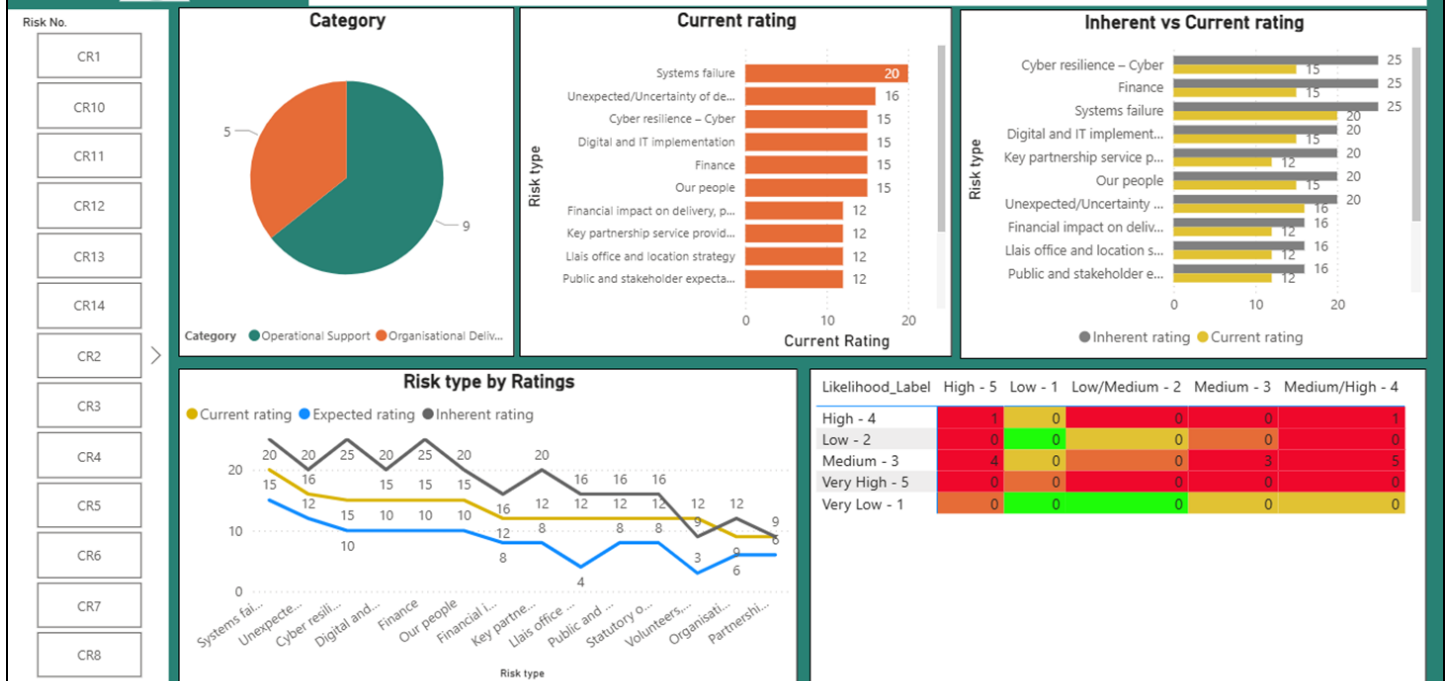 Risk No.
CR1
CR10
CR11
CR12
CR13
CR14
CR2
CR3
CR4
CR5
CR6
CR7
CR8
Category
5
9
Category Operational Support Organisational Deliv...
Current rating
Risk type
Systems failure 20
Unexpected/Uncertainty of de... 16
Cyber resilience – Cyber 15
Digital and IT implementation 15
Finance 15
Our people 15
Financial impact on delivery, p... 12
Key partnership service provid... 12
Llais office and location strategy 12
Public and stakeholder expecta... 12
0 10 20
Current Rating
Inherent vs Current rating
Risk type
Cyber resilience – Cyber 25 15
Finance 25 15
Systems failure 25 20
Digital and IT implement... 20 15
Key partnership service p... 20 12
Our people 20 15
Unexpected/Uncertainty ... 20 16
Financial impact on deliv... 16 12
Llais office and location s... 16 12
Public and stakeholder e... 16 12
0 10 20
Inherent rating Current rating
Risk type by Ratings
Current rating Expected rating Inherent rating
20 20 25 20 25 20 20
20 16 15 15 15 16 16 16
15 12 15 10 10 10 16 12 12 12 12 12 12 9
10 12 8 8 8 9 9 6
10 8 4 3 6
0
Systems fai... Unexpecte... Cyber resili... Digital and... Finance Our people Financial i... Key partne... Llais office ... Public and ... Statutory o... Volunteers,... Organisati... Partnershi...
Risk type
Likelihood_Label High - 5 Low - 1 Low/Medium - 2 Medium - 3 Medium/High - 4
High - 4 1 0 0 0 1
Low - 2 0 0 0 0 0
Medium - 3 4 0 0 3 5
Very High - 5 0 0 0 0 0
Very Low - 1 0 0 0 0 0